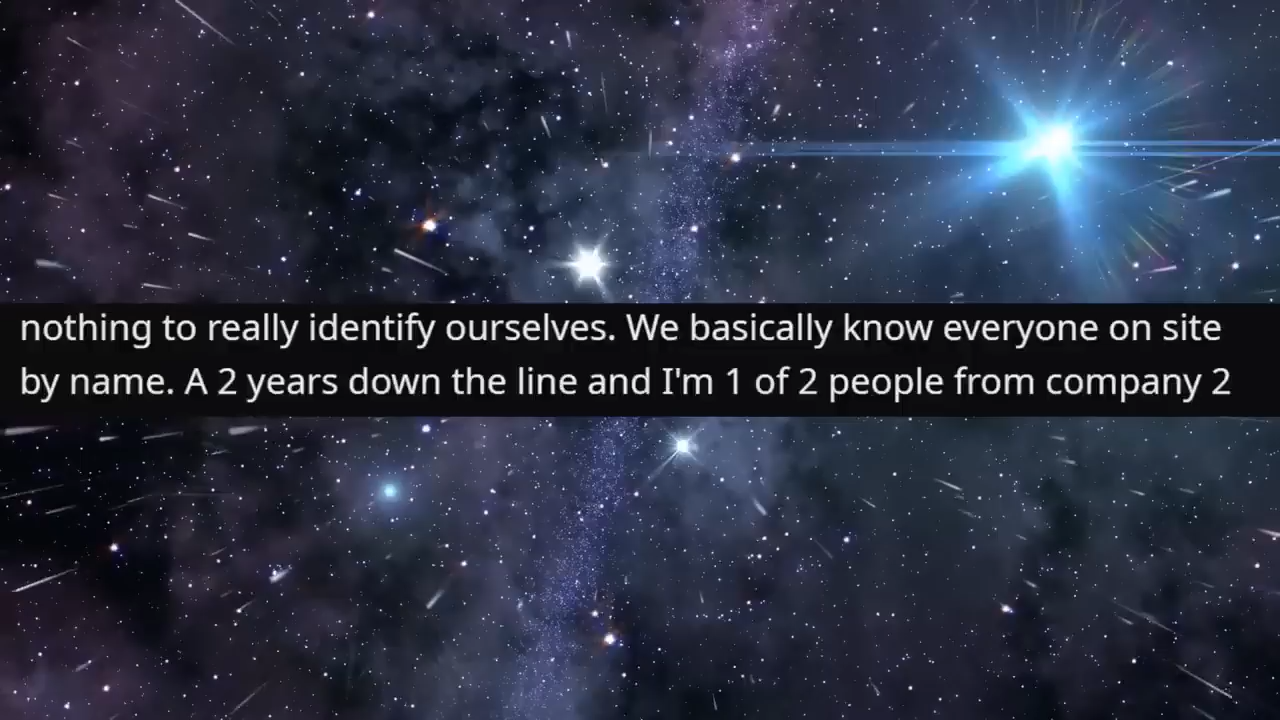 nothing to really identify ourselves. We basically know everyone on site
by name. A 2 years down the line and I'm 1 of 2 people from company 2